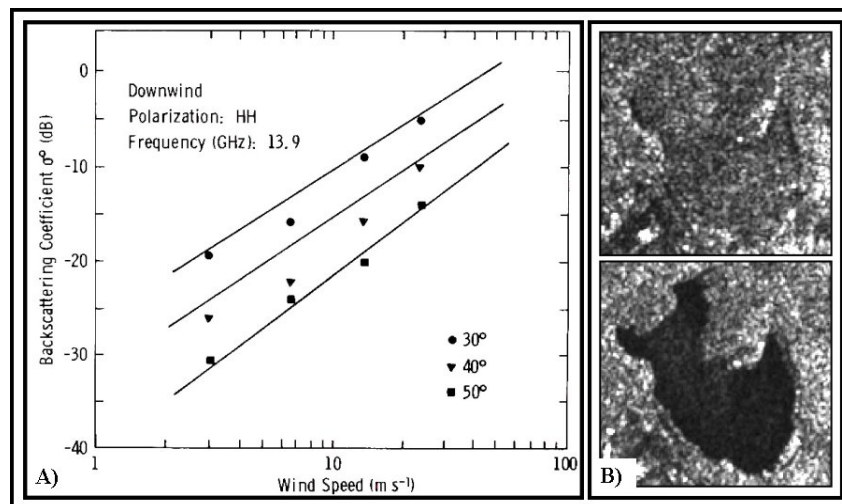 0
-10
-20
-30
-40
Backscattering Coefficient σ° (dB)
Downwind
Polarization: HH
Frequency (GHz): 13.9
30°
40°
50°
1
10
100
Wind Speed (m s⁻¹)
A)
B)